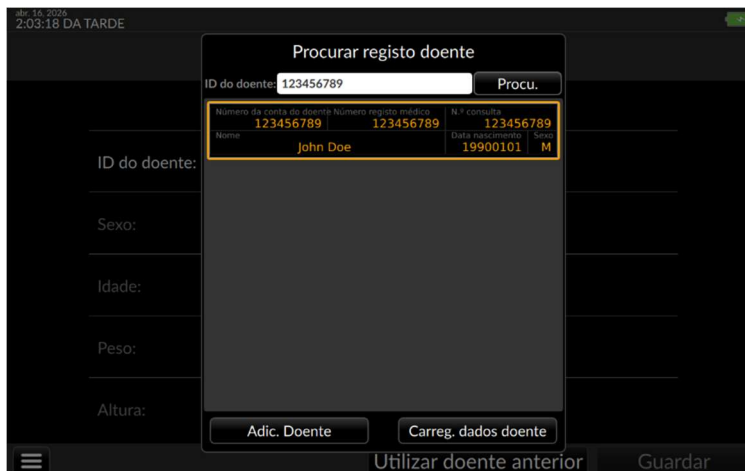 abr. 16, 2026
2:03:18 DA TARDE
Procurar registo doente
ID do doente: 123456789 Procu.
Número da conta do doente Número registo médico N.º consulta
123456789 123456789 123456789
Nome Data nascimento Sexo
John Doe 19900101 M
ID do doente:
Sexo:
Idade:
Peso:
Altura:
Adic. Doente Carreg. dados doente
Utilizar doente anterior Guardar